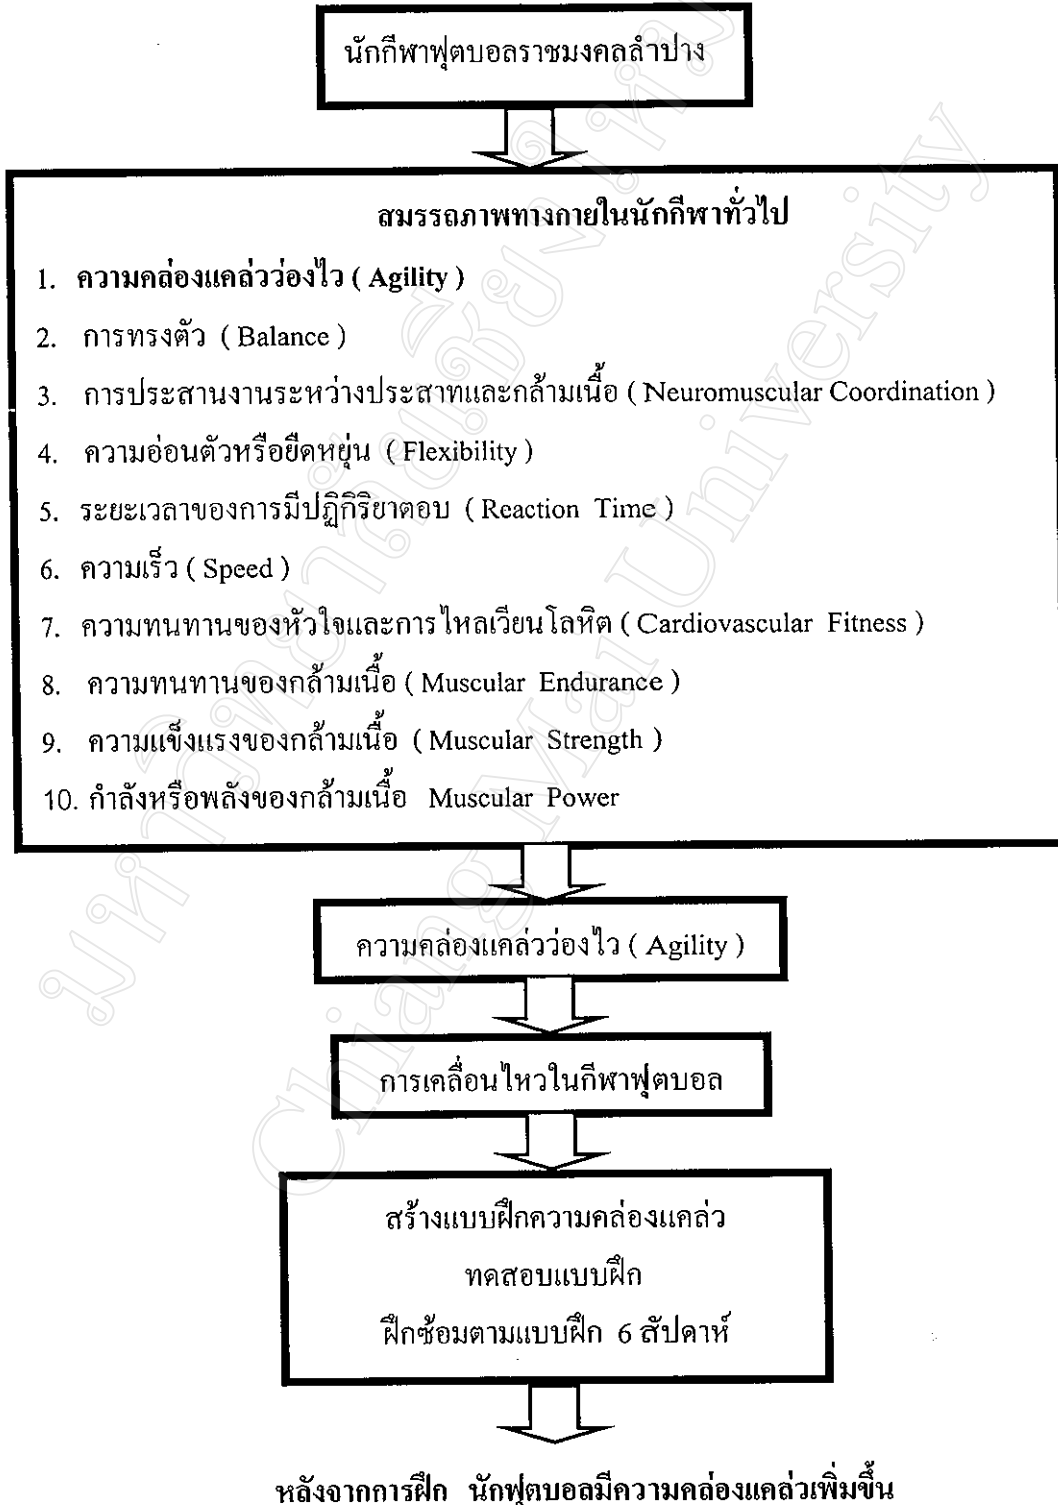 นักกีฬาฟุตบอลราชมงคลลำปาง
สมรรถภาพทางกายในนักกีฬาทั่วไป
1. ความคล่องแคล่วว่องไว ( Agility )
2. การทรงตัว ( Balance )
3. การประสานงานระหว่างประสาทและกล้ามเนื้อ ( Neuromuscular Coordination )
4. ความอ่อนตัวหรือยืดหยุ่น ( Flexibility )
5. ระยะเวลาของการมีปฏิกิริยาตอบ ( Reaction Time )
6. ความเร็ว ( Speed )
7. ความทนทานของหัวใจและการไหลเวียนโลหิต ( Cardiovascular Fitness )
8. ความทนทานของกล้ามเนื้อ ( Muscular Endurance )
9. ความแข็งแรงของกล้ามเนื้อ ( Muscular Strength )
10. กำลังหรือพลังของกล้ามเนื้อ Muscular Power
ความคล่องแคล่วว่องไว ( Agility )
การเคลื่อนไหวในกีฬาฟุตบอล
สร้างแบบฝึกความคล่องแคล่ว
ทดสอบแบบฝึก
ฝึกซ้อมตามแบบฝึก 6 สัปดาห์
หลังจากการฝึก นักฟุตบอลมีความคล่องแคล่วเพิ่มขึ้น
มหาวิทยาลัยเชียงใหม่
Chiang Mai University